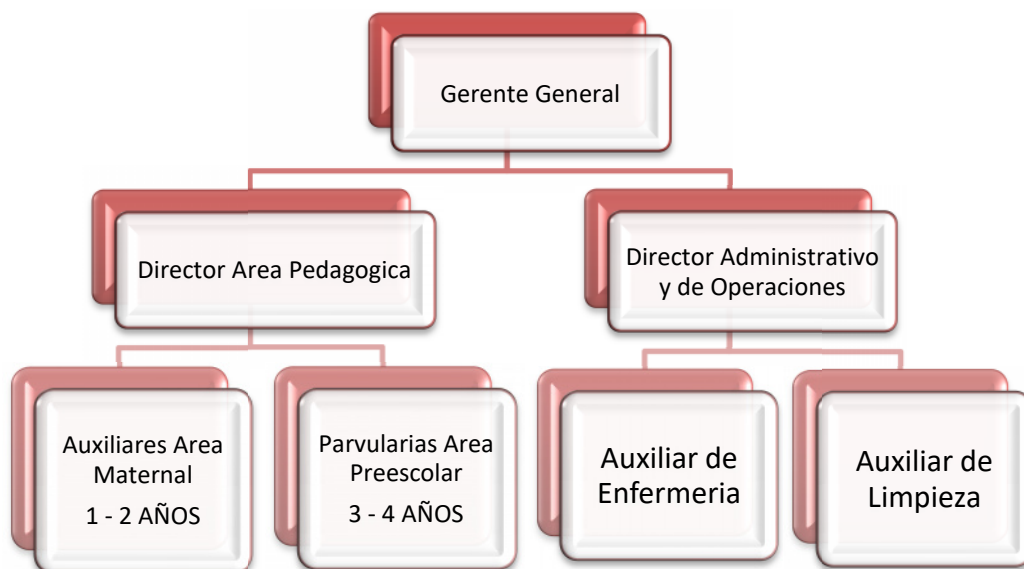 Gerente General
Director Area Pedagogica
Director Administrativo
y de Operaciones
Auxiliares Area
Maternal
1 - 2 AÑOS
Parvularias Area
Preescolar
3 - 4 AÑOS
Auxiliar de
Enfermeria
Auxiliar de
Limpieza